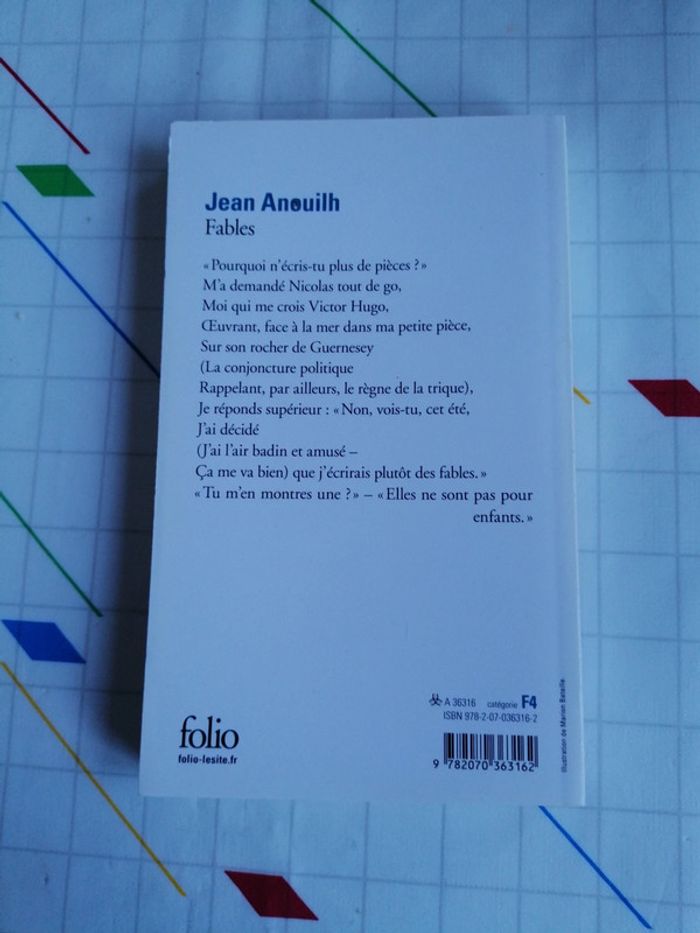 Jean Anouilh
Fables
« Pourquoi n'écris-tu plus de pièces ? »
M'a demandé Nicolas tout de go,
Moi qui me crois Victor Hugo,
Œuvrant, face à la mer dans ma petite pièce,
Sur son rocher de Guernesey
(La conjoncture politique
Rappelant, par ailleurs, le règne de la trique),
Je réponds supérieur : « Non, vois-tu, cet été,
J'ai décidé
(J'ai l'air badin et amusé –
Ça me va bien) que j'écrirais plutôt des fables. »
« Tu m'en montres une ? » – « Elles ne sont pas pour
enfants. »
A 36316 catégorie F4
ISBN 978-2-07-036316-2
folio
folio-lesite.fr
9 782070 363162
Illustration de Marion Bataille